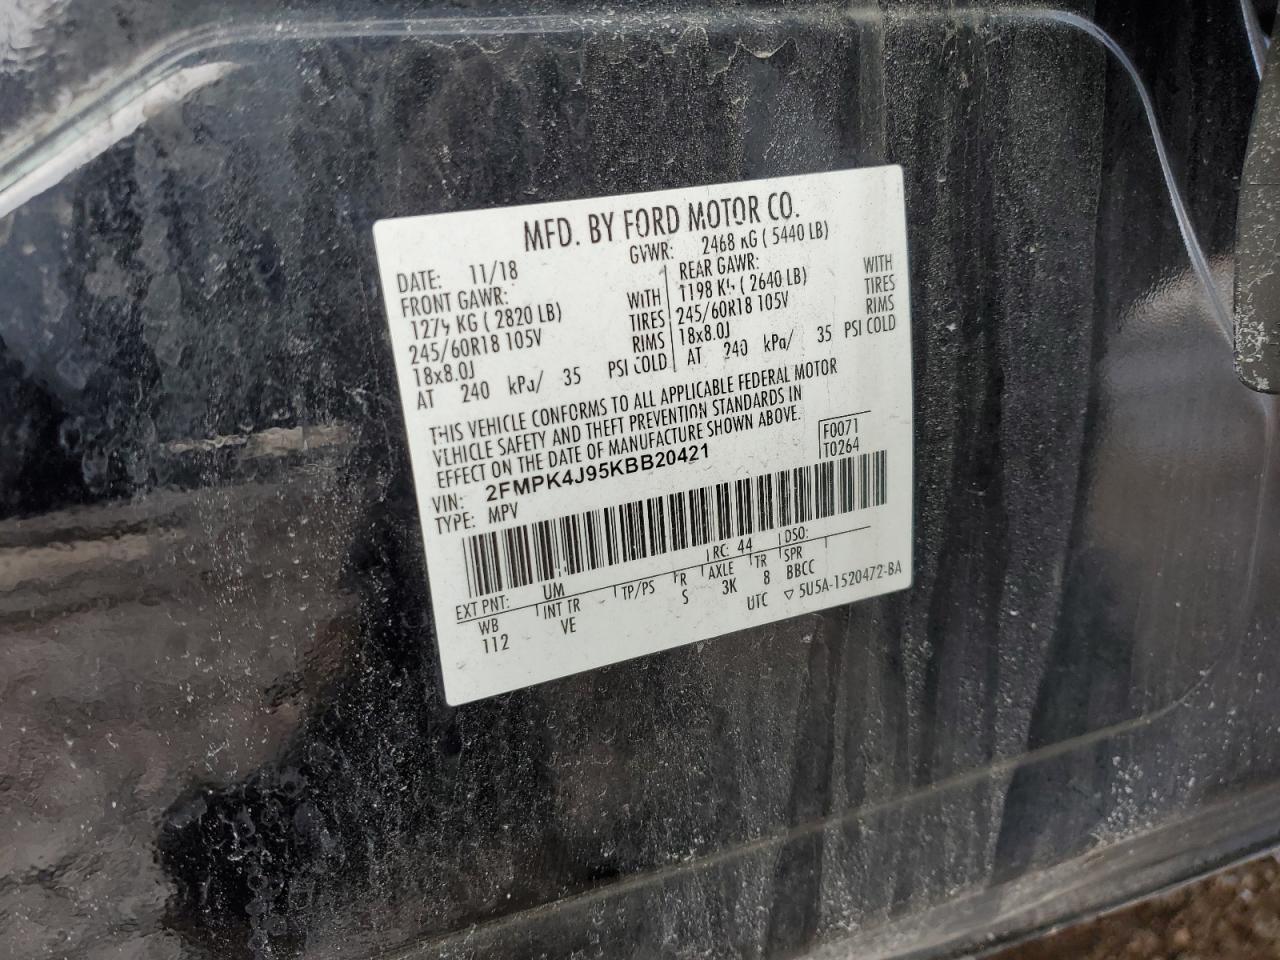 MFD. BY FORD MOTOR CO.
DATE: 11/18 GVWR: 2468 KG ( 5440 LB)
FRONT GAWR: REAR GAWR:
1279 KG ( 2820 LB) WITH 1198 KG ( 2640 LB) WITH
245/60R18 105V TIRES 245/60R18 105V TIRES
18x8.0J RIMS 18x8.0J RIMS
AT 240 kPa/ 35 PSI COLD AT 240 kPa/ 35 PSI COLD
THIS VEHICLE CONFORMS TO ALL APPLICABLE FEDERAL MOTOR
VEHICLE SAFETY AND THEFT PREVENTION STANDARDS IN
EFFECT ON THE DATE OF MANUFACTURE SHOWN ABOVE.
VIN: 2FMPK4J95KBB20421 F0071
TYPE: MPV T0264
EXT PNT: UM RC: 44 DSO:
WB INT TR TP/PS R AXLE TR SPR
112 VE S 3K 8 BBCC
UTC ▽ 5U5A-1520472-BA